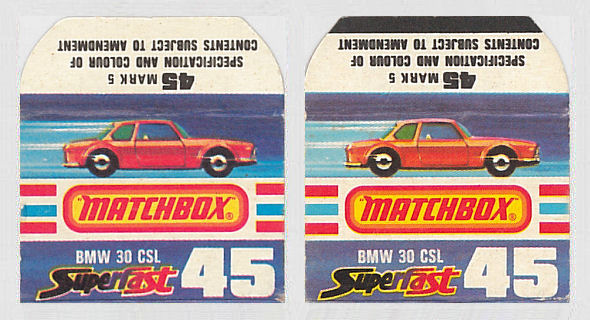 SPECIFICATION AND COLOUR OF
CONTENTS SUBJECT TO AMENDMENT
45 MARK 5
"MATCHBOX"®
BMW 30 CSL
Superfast 45
SPECIFICATION AND COLOUR OF
CONTENTS SUBJECT TO AMENDMENT
45 MARK 5
"MATCHBOX"®
BMW 30 CSL
Superfast 45